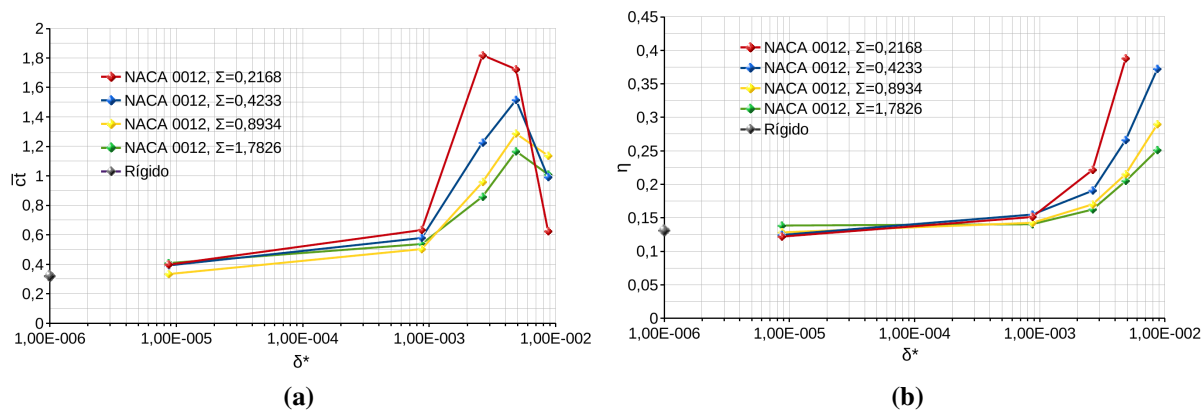 2
1,8
1,6
1,4
1,2
1
0,8
0,6
0,4
0,2
0
c̅t̅
NACA 0012, Σ=0,2168
NACA 0012, Σ=0,4233
NACA 0012, Σ=0,8934
NACA 0012, Σ=1,7826
Rígido
1,00E-006 1,00E-005 1,00E-004 1,00E-003 1,00E-002
δ*
(a)
0,45
0,4
0,35
0,3
0,25
0,2
0,15
0,1
0,05
0
η
NACA 0012, Σ=0,2168
NACA 0012, Σ=0,4233
NACA 0012, Σ=0,8934
NACA 0012, Σ=1,7826
Rígido
1,00E-006 1,00E-005 1,00E-004 1,00E-003 1,00E-002
δ*
(b)